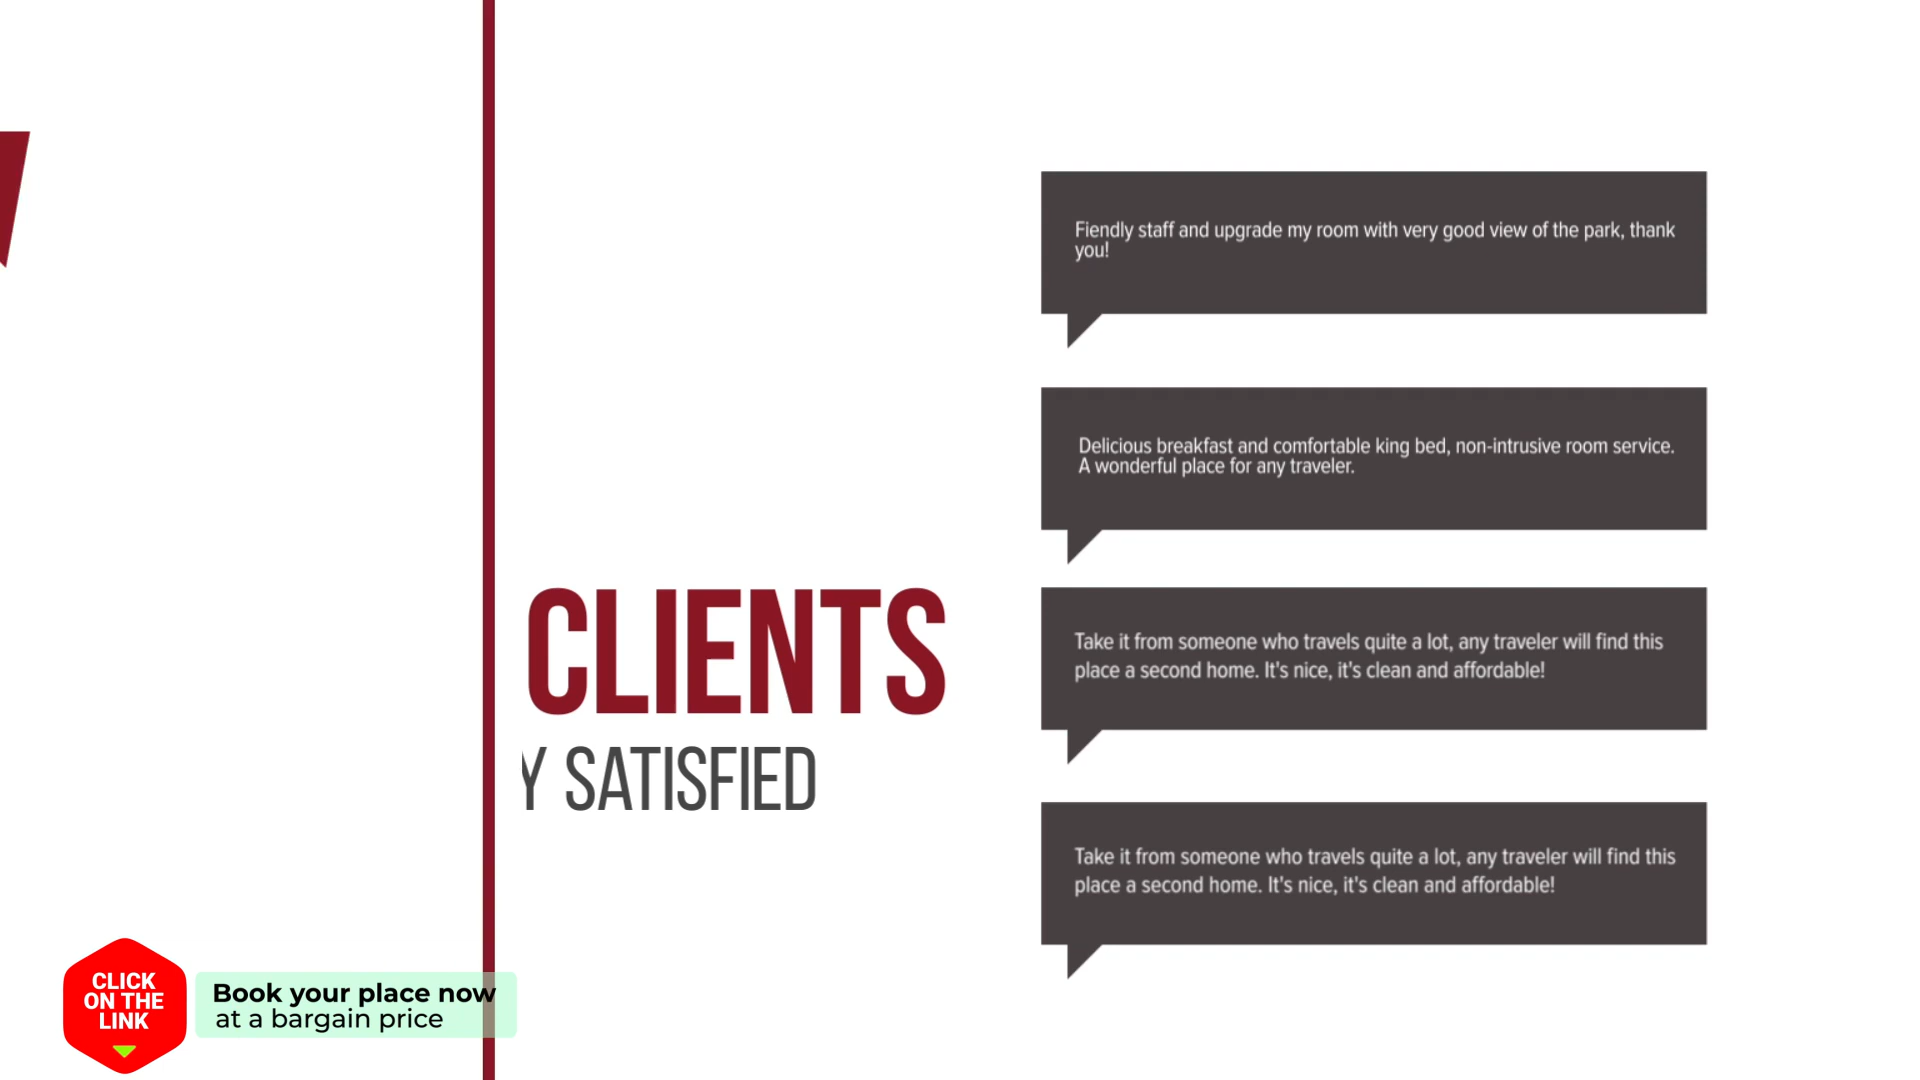 Fiendly staff and upgrade my room with very good view of the park, thank
you!
Delicious breakfast and comfortable king bed, non-intrusive room service.
A wonderful place for any traveler.
CLIENTS
Y SATISFIED
Take it from someone who travels quite a lot, any traveler will find this
place a second home. It's nice, it's clean and affordable!
Take it from someone who travels quite a lot, any traveler will find this
place a second home. It's nice, it's clean and affordable!
CLICK
ON THE
LINK
Book your place now
at a bargain price